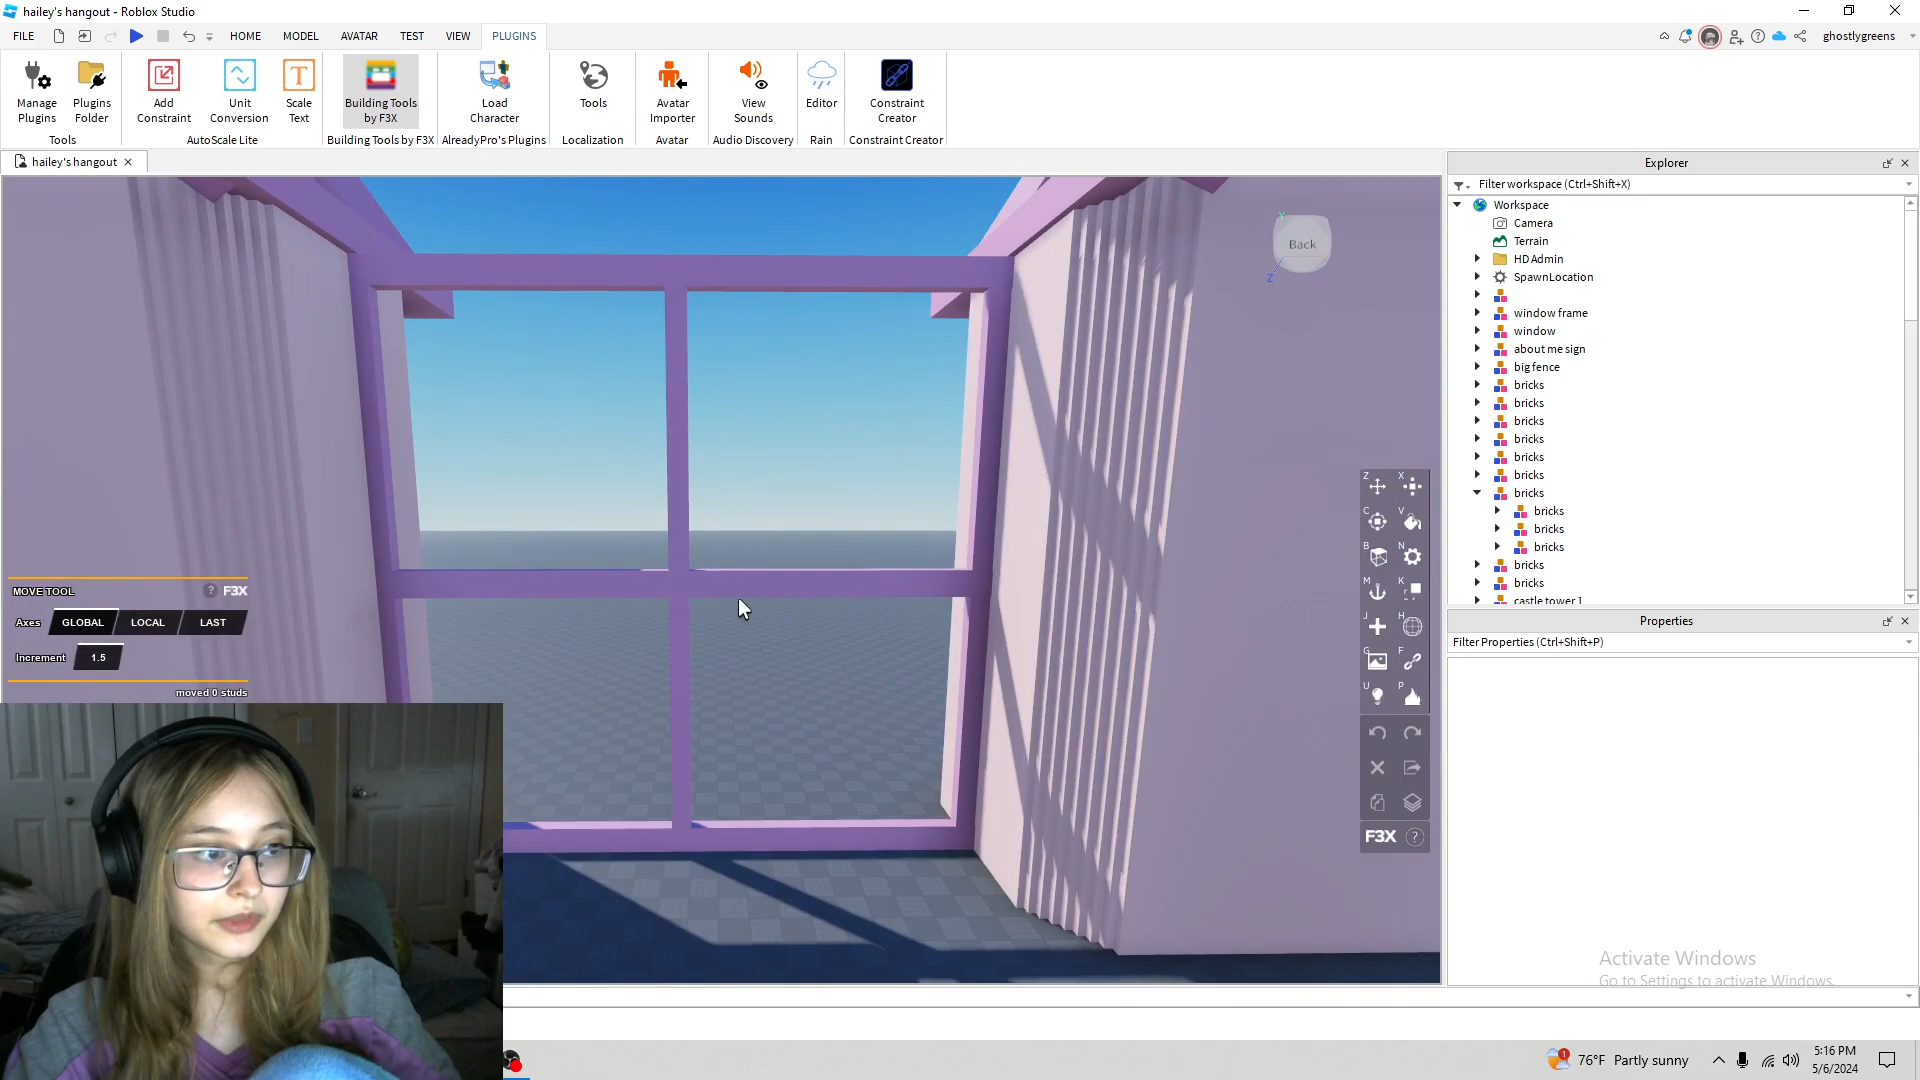 hailey's hangout - Roblox Studio
FILE HOME MODEL AVATAR TEST VIEW PLUGINS ghostlygreens
Manage Plugins
Plugins Folder
Tools
Add Constraint
Unit Conversion
Scale Text
AutoScale Lite
Building Tools by F3X
Building Tools by F3X
Load Character
AlreadyPro's Plugins
Tools
Localization
Avatar Importer
Avatar
View Sounds
Audio Discovery
Editor
Rain
Constraint Creator
Constraint Creator
hailey's hangout
Y
Back
Z
MOVE TOOL ? F3X
Axes GLOBAL LOCAL LAST
Increment 1.5
moved 0 studs
Z X
C V
B N
M K
J H
G F
U P
F3X ?
Explorer
Filter workspace (Ctrl+Shift+X)
Workspace
Camera
Terrain
HD Admin
SpawnLocation
window frame
window
about me sign
big fence
bricks
bricks
bricks
bricks
bricks
bricks
bricks
bricks
bricks
bricks
bricks
bricks
castle tower 1
Properties
Filter Properties (Ctrl+Shift+P)
Activate Windows
Go to Settings to activate Windows.
1 76°F Partly sunny
5:16 PM
5/6/2024